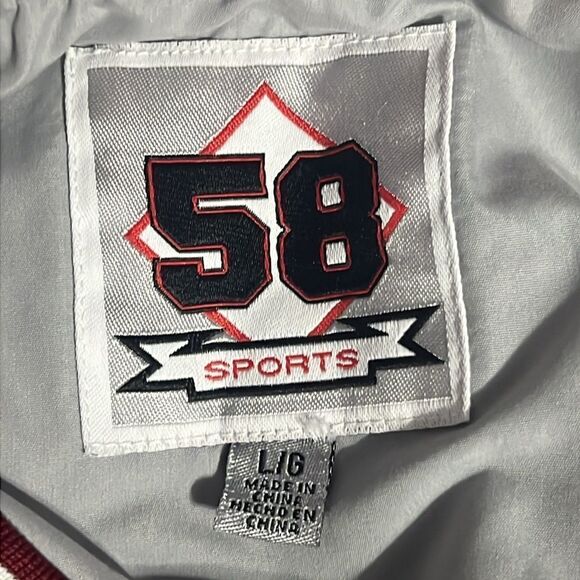 58
SPORTS
L/G
MADE IN
CHINA
HECHO EN
CHINA